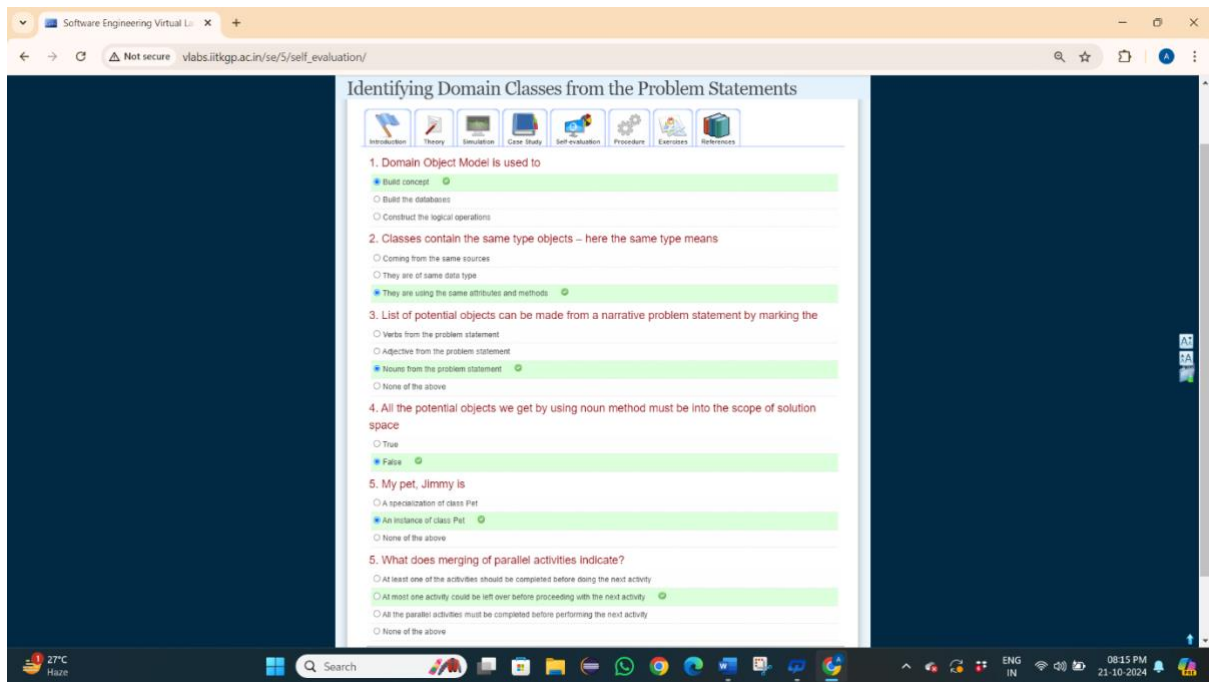 Software Engineering Virtual La
Not secure
vlabs.iitkgp.ac.in/se/5/self_evaluation/
A
Identifying Domain Classes from the Problem Statements
Introduction Theory Simulation Case Study Self-evaluation Procedure Exercises References
1. Domain Object Model is used to
Build concept
Build the databases
Construct the logical operations
2. Classes contain the same type objects – here the same type means
Coming from the same sources
They are of same data type
They are using the same attributes and methods
3. List of potential objects can be made from a narrative problem statement by marking the
Verbs from the problem statement
Adjective from the problem statement
Nouns from the problem statement
None of the above
4. All the potential objects we get by using noun method must be into the scope of solution
space
True
False
5. My pet, Jimmy is
A specialization of class Pet
An instance of class Pet
None of the above
5. What does merging of parallel activities indicate?
At least one of the acitivities should be completed before doing the next activity
At most one activity could be left over before proceeding with the next activity
All the parallel activities must be completed before performing the next activity
None of the above
27°C
Haze
Search
ENG
IN
08:15 PM
21-10-2024